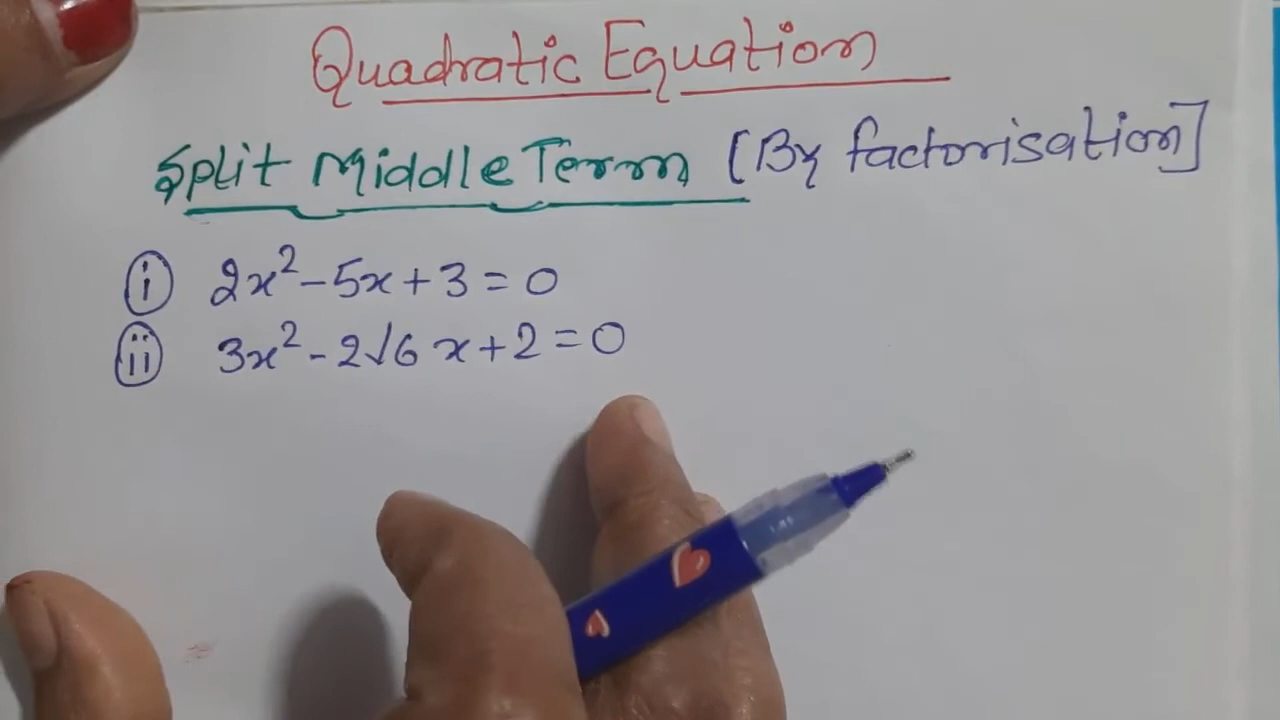 Quadratic Equation
Split Middle Term [By factorisation]
(i) 2x² - 5x + 3 = 0
(ii) 3x² - 2√6 x + 2 = 0